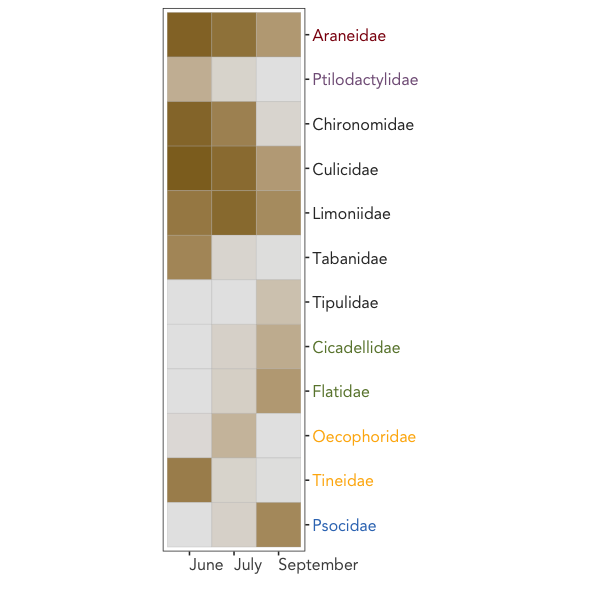 Araneidae
Ptilodactylidae
Chironomidae
Culicidae
Limoniidae
Tabanidae
Tipulidae
Cicadellidae
Flatidae
Oecophoridae
Tineidae
Psocidae
June July September